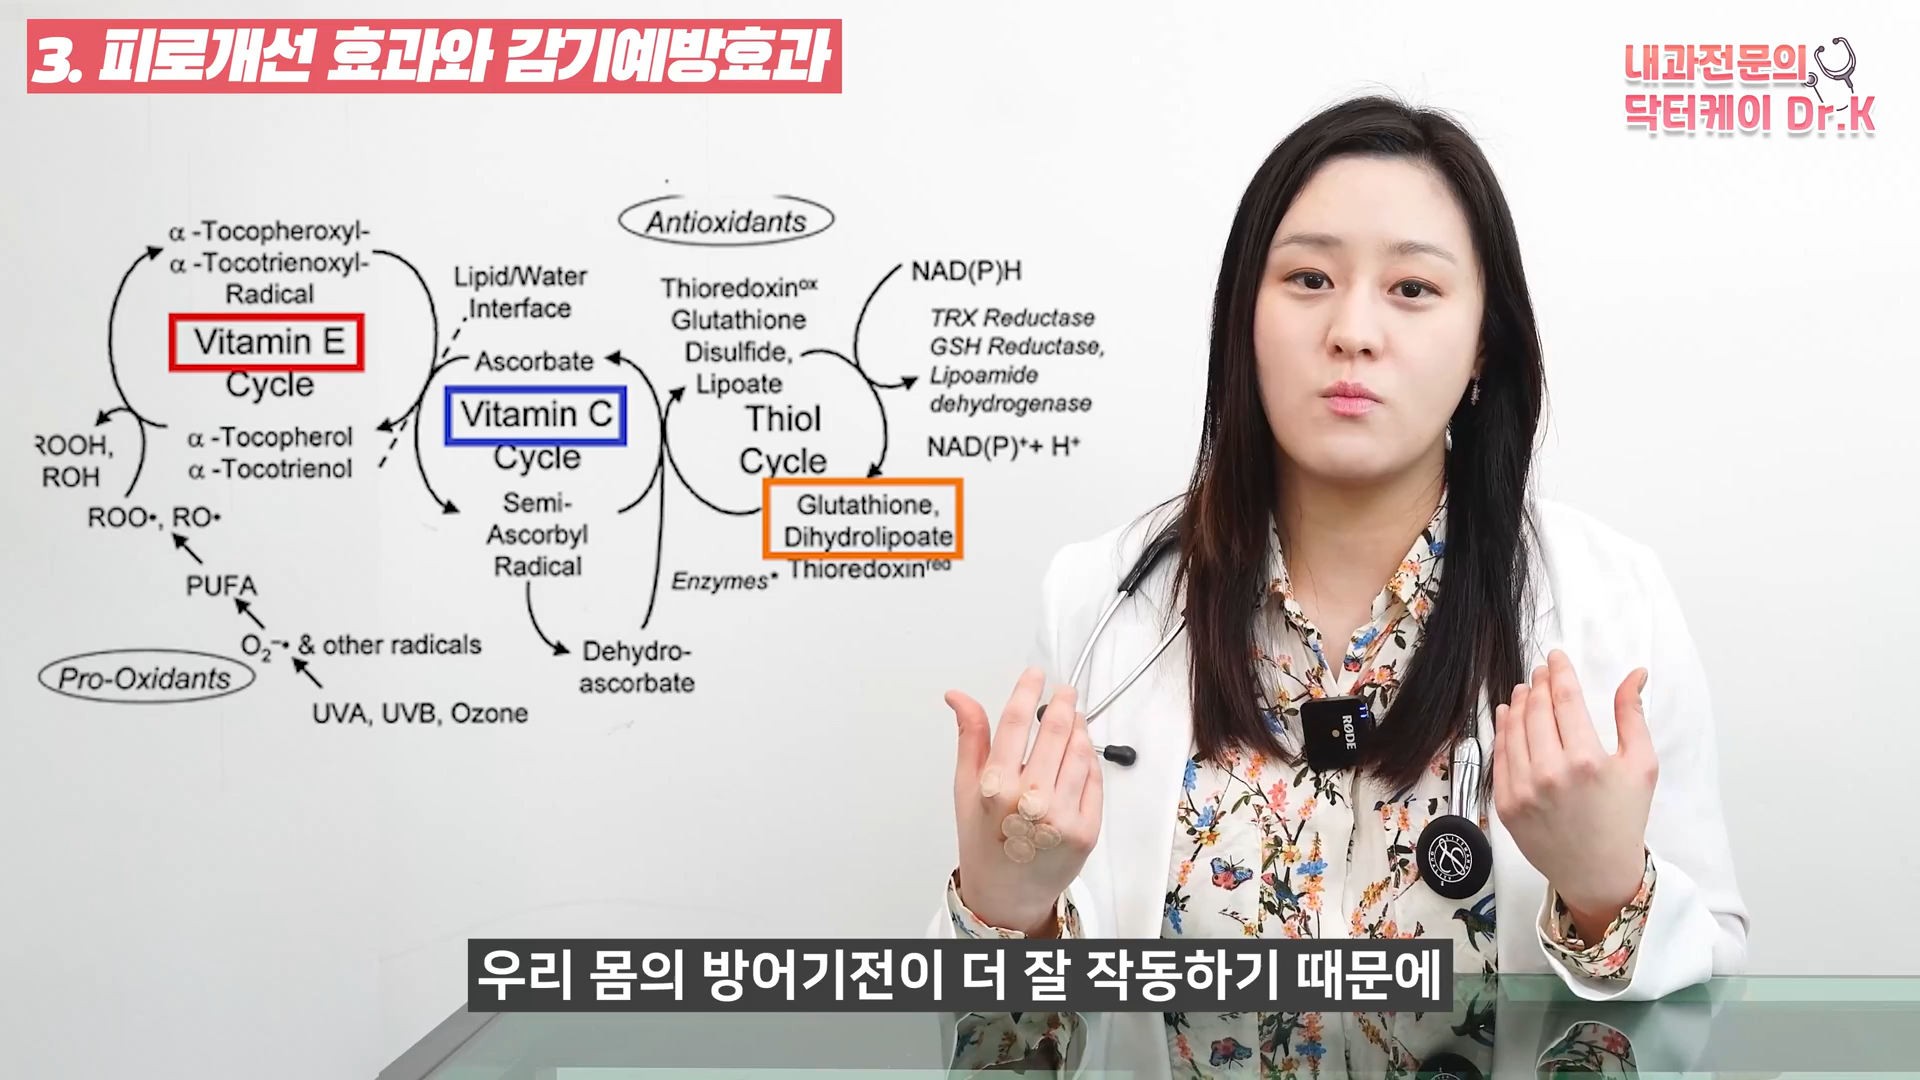 3. 피로개선 효과와 감기예방효과
내과전문의
닥터케이 Dr.K
Antioxidants
α -Tocopheroxyl-
α -Tocotrienoxyl-
Radical
Vitamin E
Cycle
α -Tocopherol
α -Tocotrienol
ROOH,
ROH
ROO•, RO•
PUFA
O₂⁻• & other radicals
Pro-Oxidants
UVA, UVB, Ozone
Lipid/Water
Interface
Ascorbate
Vitamin C
Cycle
Semi-
Ascorbyl
Radical
Dehydro-
ascorbate
Thioredoxinᵒˣ
Glutathione
Disulfide,
Lipoate
Thiol
Cycle
Glutathione,
Dihydrolipoate
Thioredoxinʳᵉᵈ
Enzymes*
NAD(P)H
TRX Reductase
GSH Reductase,
Lipoamide
dehydrogenase
NAD(P)⁺+ H⁺
RØDE
우리 몸의 방어기전이 더 잘 작동하기 때문에